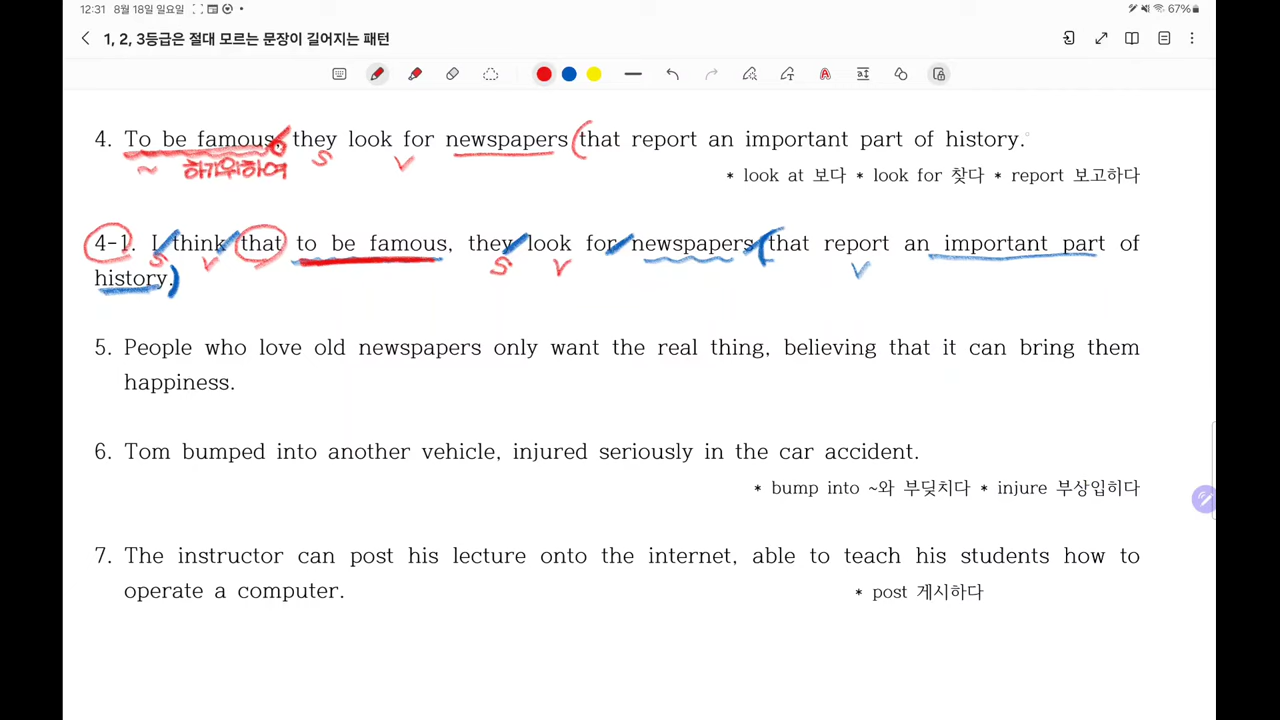 12:31 8월 18일 일요일
67%
1, 2, 3등급은 절대 모르는 문장이 길어지는 패턴
4. To be famous, they look for newspapers that report an important part of history.
~ 하기위하여 S V
* look at 보다 * look for 찾다 * report 보고하다
4-1. I think that to be famous, they look for newspapers that report an important part of
S V S V V
history.
5. People who love old newspapers only want the real thing, believing that it can bring them
happiness.
6. Tom bumped into another vehicle, injured seriously in the car accident.
* bump into ~와 부딪치다 * injure 부상입히다
7. The instructor can post his lecture onto the internet, able to teach his students how to
operate a computer.
* post 게시하다